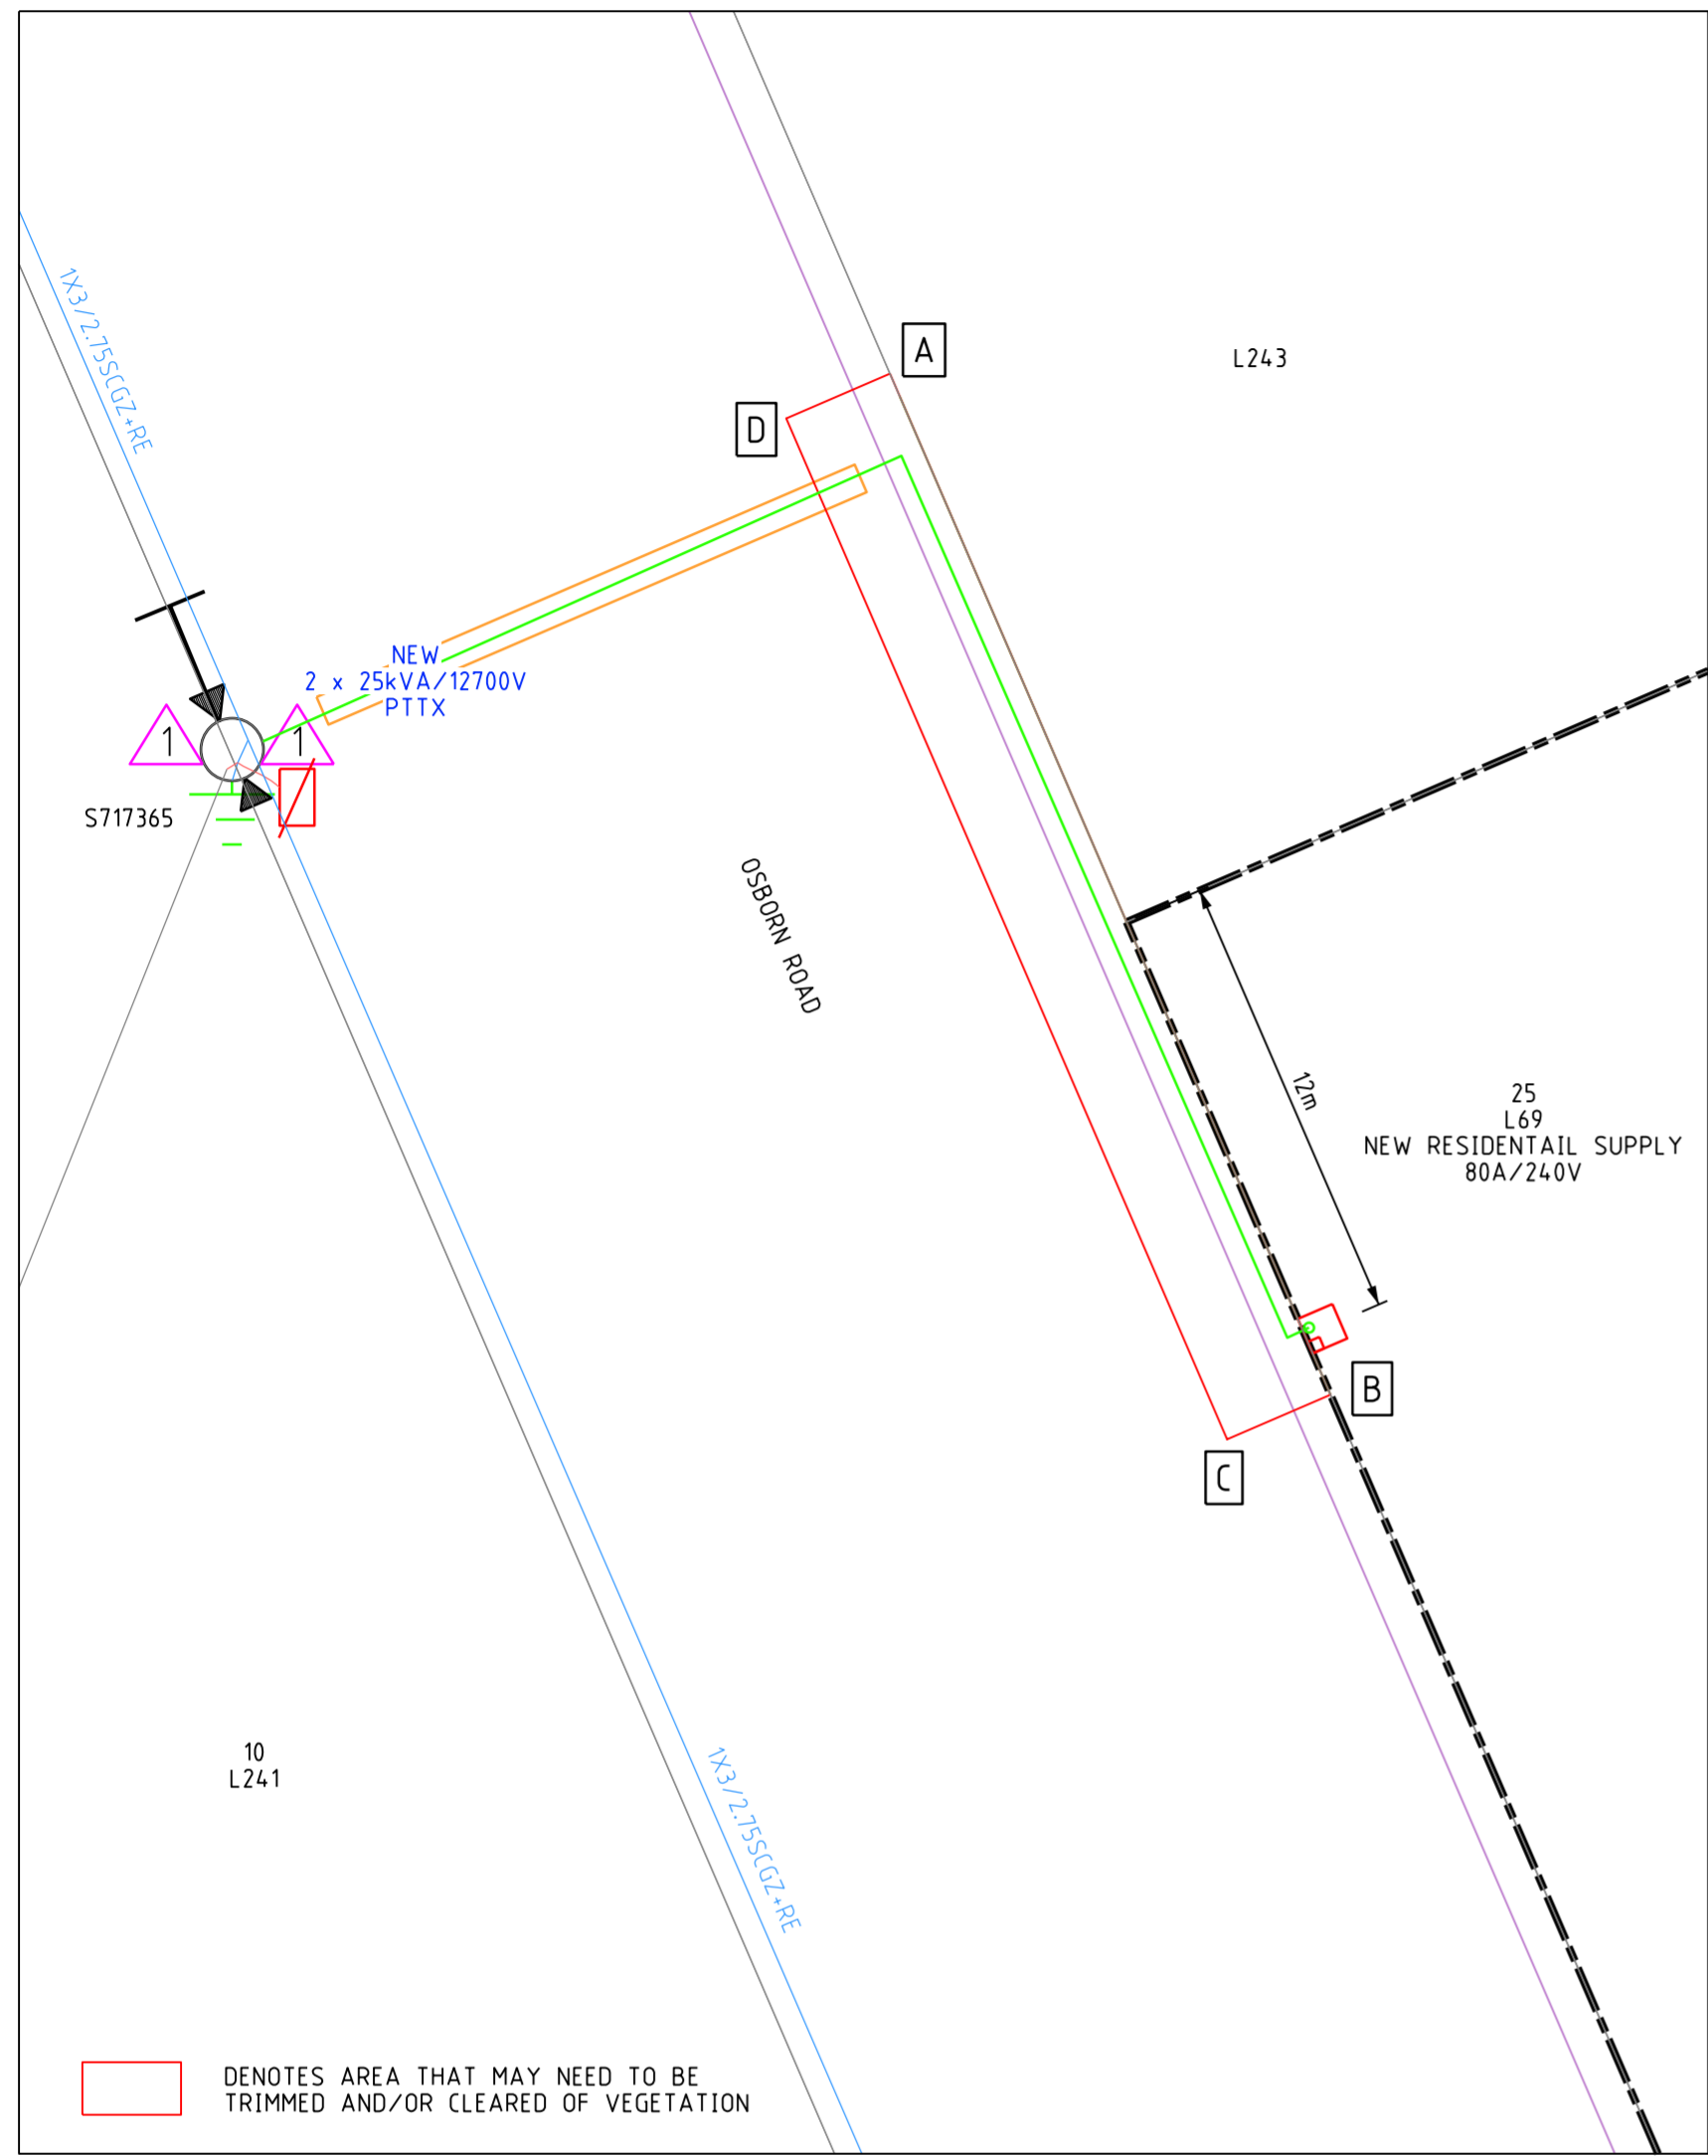 1X3/2.75SCGZ+RE
A
L243
D
NEW
2 x 25kVA/12700V
PTTX
1
1
S717365
OSBORN ROAD
12m
25
L69
NEW RESIDENTAIL SUPPLY
80A/240V
B
C
10
L241
1X3/2.75SCGZ+RE
DENOTES AREA THAT MAY NEED TO BE
TRIMMED AND/OR CLEARED OF VEGETATION